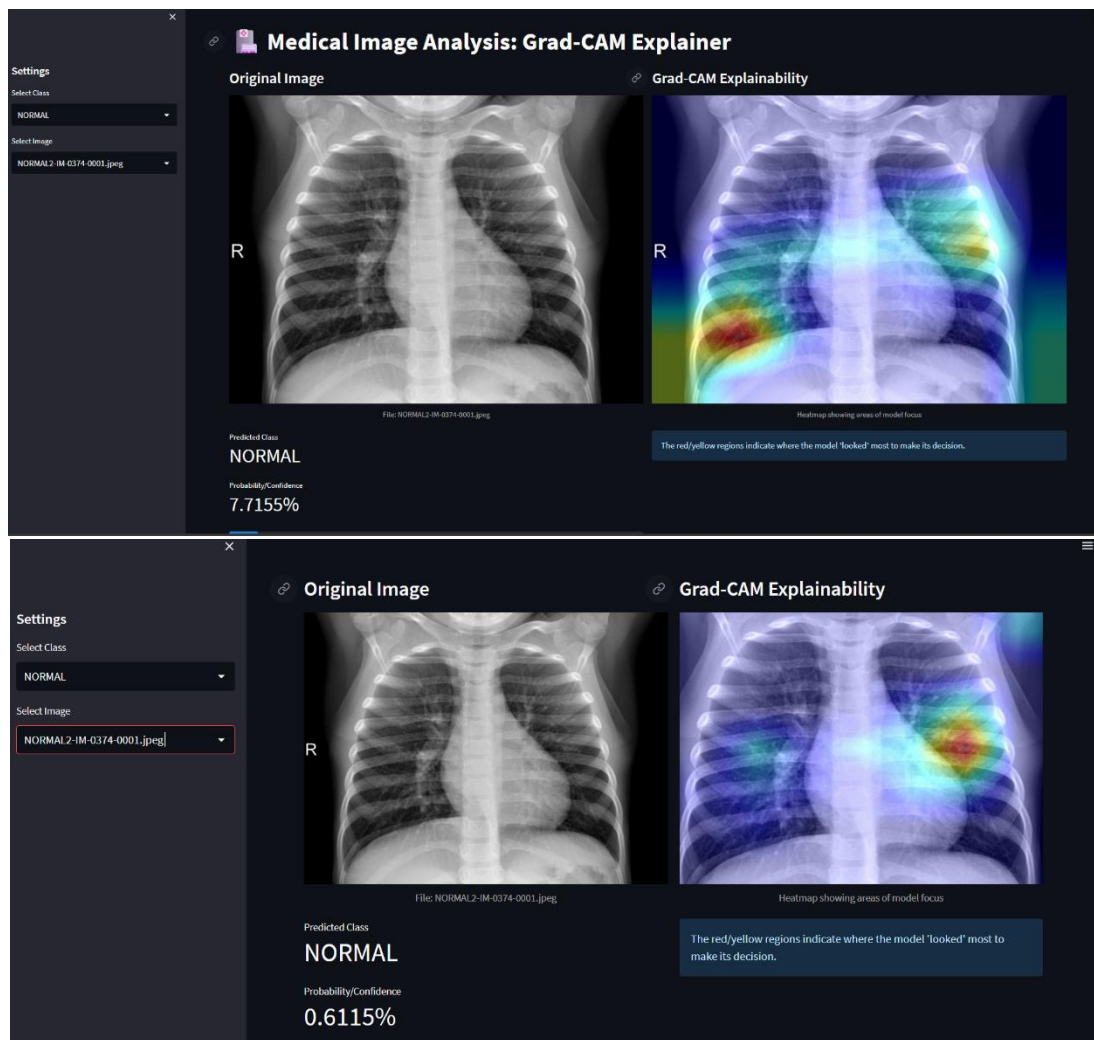 Medical Image Analysis: Grad-CAM Explainer
Settings
Select Class
NORMAL
Select Image
NORMAL2-IM-0374-0001.jpeg
Original Image
R
File: NORMAL2-IM-0374-0001.jpeg
Predicted Class
NORMAL
Probability/Confidence
7.7155%
Grad-CAM Explainability
R
Heatmap showing areas of model focus
The red/yellow regions indicate where the model 'looked' most to make its decision.
Settings
Select Class
NORMAL
Select Image
NORMAL2-IM-0374-0001.jpeg
Original Image
R
File: NORMAL2-IM-0374-0001.jpeg
Predicted Class
NORMAL
Probability/Confidence
0.6115%
Grad-CAM Explainability
Heatmap showing areas of model focus
The red/yellow regions indicate where the model 'looked' most to
make its decision.